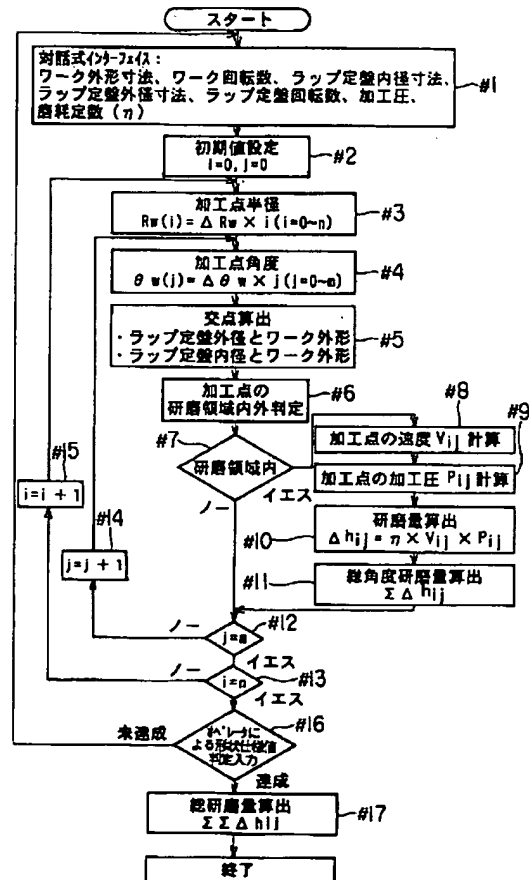 スタート
対話式インターフェイス:
ワーク外形寸法、ワーク回転数、ラップ定盤内径寸法、
ラップ定盤外径寸法、ラップ定盤回転数、加工圧、
磨耗定数(η)
#1
初期値設定
i=0,j=0
#2
加工点半径
Rw(i)=Δ Rw × i(i=0~n)
#3
加工点角度
θ w(j)=Δ θ w × j(j=0~m)
#4
交点算出
・ラップ定盤外径とワーク外形
・ラップ定盤内径とワーク外形
#5
加工点の
研磨領域内外判定
#6
#7
研磨領域内
イエス
ノー
#8
加工点の速度 Vij 計算
#9
加工点の加工圧 Pij 計算
研磨量算出
Δ hij = η × Vij × Pij
#10
総角度研磨量算出
Σ Δ hij
#11
#15
i=i + 1
#14
j=j + 1
ノー
j=m
#12
イエス
ノー
i=n
#13
イエス
#16
オペレータに
よる形状仕様値
判定入力
未達成
達成
総研磨量算出
Σ Σ Δ hij
#17
終了